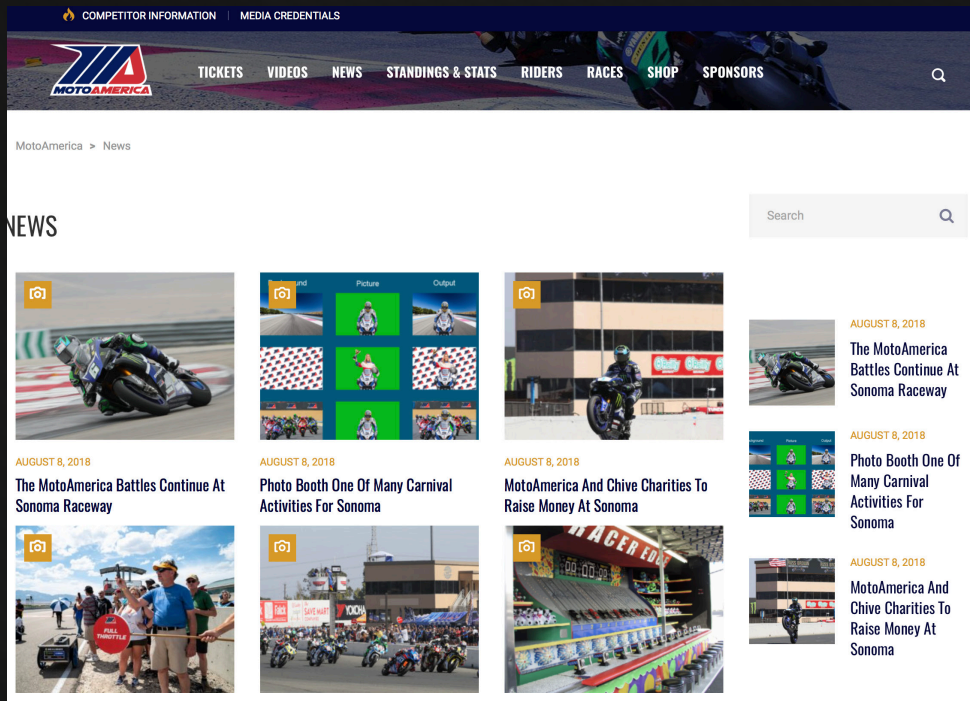 COMPETITOR INFORMATION
MEDIA CREDENTIALS
MOTOAMERICA
TICKETS
VIDEOS
NEWS
STANDINGS & STATS
RIDERS
RACES
SHOP
SPONSORS
MotoAmerica > News
NEWS
Search
Picture
Output
AUGUST 8, 2018
The MotoAmerica Battles Continue At
Sonoma Raceway
AUGUST 8, 2018
Photo Booth One Of Many Carnival
Activities For Sonoma
AUGUST 8, 2018
MotoAmerica And Chive Charities To
Raise Money At Sonoma
FULL
THROTTLE
SAVE MART
RACER EDG
AUGUST 8, 2018
The MotoAmerica
Battles Continue At
Sonoma Raceway
AUGUST 8, 2018
Photo Booth One Of
Many Carnival
Activities For
Sonoma
AUGUST 8, 2018
MotoAmerica And
Chive Charities To
Raise Money At
Sonoma